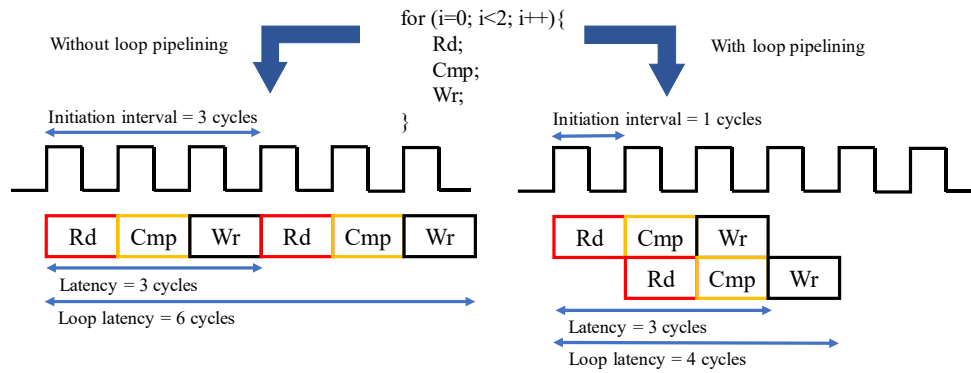 for (i=0; i<2; i++){
Rd;
Cmp;
Wr;
}
Without loop pipelining
Initiation interval = 3 cycles
Rd Cmp Wr Rd Cmp Wr
Latency = 3 cycles
Loop latency = 6 cycles
With loop pipelining
Initiation interval = 1 cycles
Rd Cmp Wr
Rd Cmp Wr
Latency = 3 cycles
Loop latency = 4 cycles